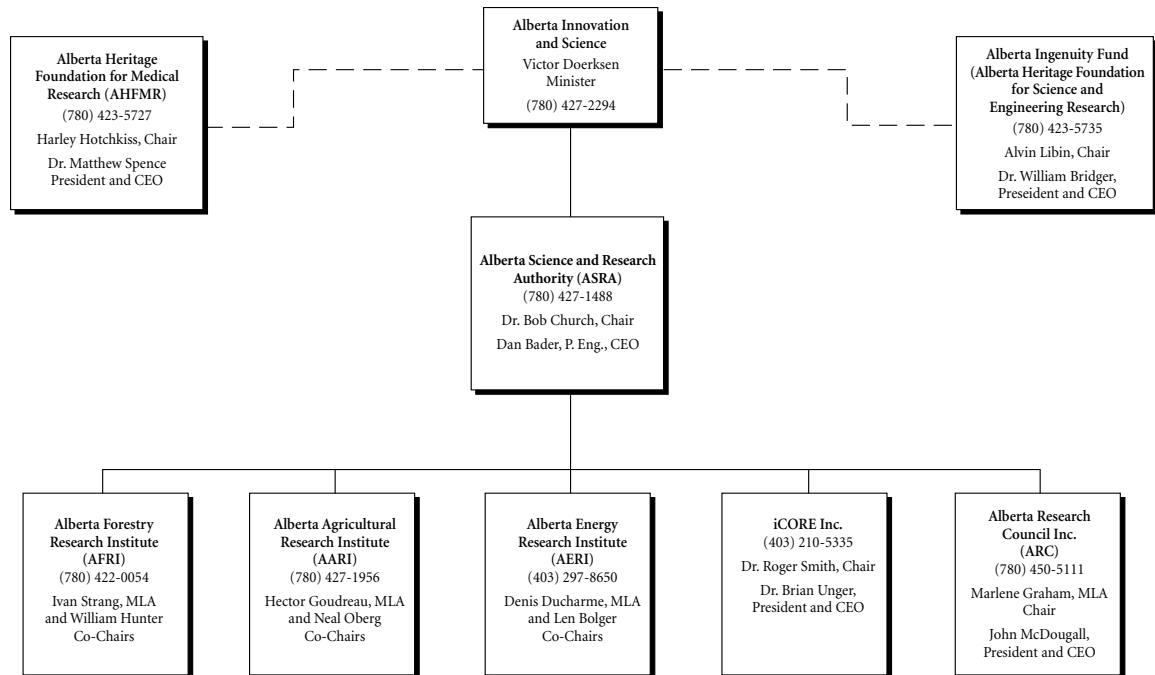 Alberta Innovation
and Science
Victor Doerksen
Minister
(780) 427-2294
Alberta Heritage
Foundation for Medical
Research (AHFMR)
(780) 423-5727
Harley Hotchkiss, Chair
Dr. Matthew Spence
President and CEO
Alberta Ingenuity Fund
(Alberta Heritage Foundation
for Science and
Engineering Research)
(780) 423-5735
Alvin Libin, Chair
Dr. William Bridger,
Preseident and CEO
Alberta Science and Research
Authority (ASRA)
(780) 427-1488
Dr. Bob Church, Chair
Dan Bader, P. Eng., CEO
Alberta Forestry
Research Institute
(AFRI)
(780) 422-0054
Ivan Strang, MLA
and William Hunter
Co-Chairs
Alberta Agricultural
Research Institute
(AARI)
(780) 427-1956
Hector Goudreau, MLA
and Neal Oberg
Co-Chairs
Alberta Energy
Research Institute
(AERI)
(403) 297-8650
Denis Ducharme, MLA
and Len Bolger
Co-Chairs
iCORE Inc.
(403) 210-5335
Dr. Roger Smith, Chair
Dr. Brian Unger,
President and CEO
Alberta Research
Council Inc.
(ARC)
(780) 450-5111
Marlene Graham, MLA
Chair
John McDougall,
President and CEO